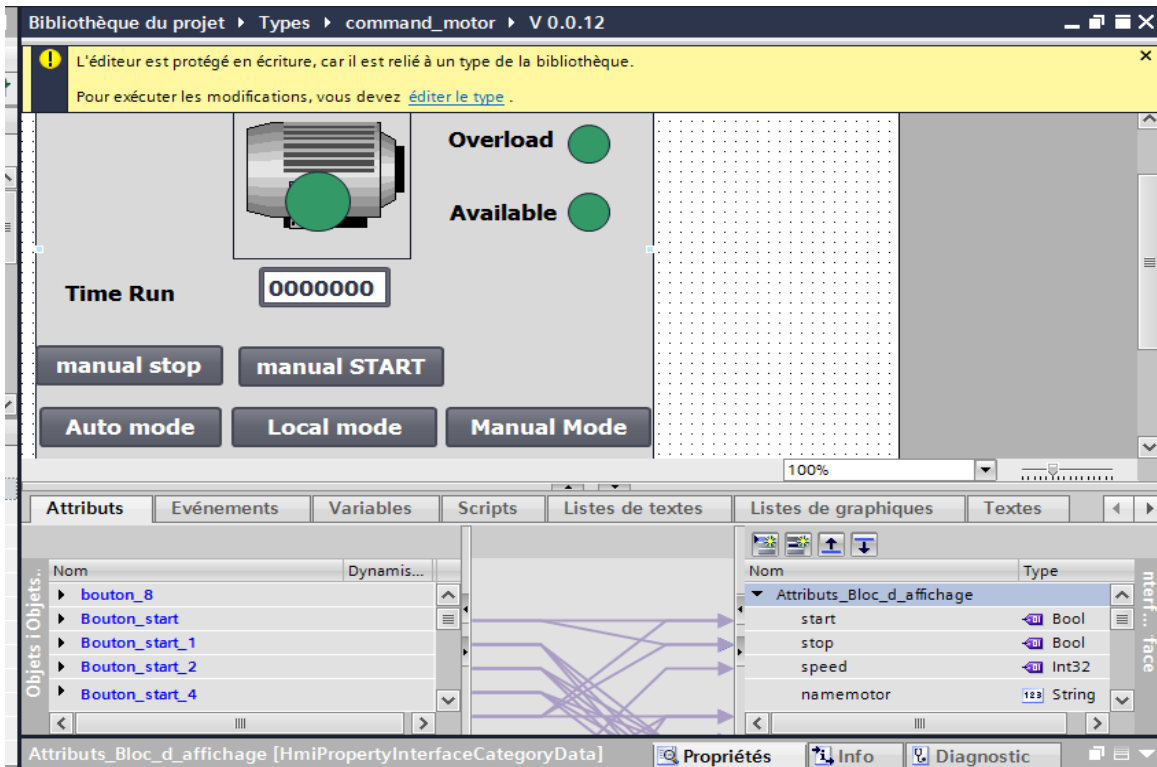 Bibliothèque du projet ▸ Types ▸ command_motor ▸ V 0.0.12
L'éditeur est protégé en écriture, car il est relié à un type de la bibliothèque.
Pour exécuter les modifications, vous devez éditer le type .
Overload
Available
Time Run 0000000
manual stop manual START
Auto mode Local mode Manual Mode
100%
Attributs Evénements Variables Scripts Listes de textes Listes de graphiques Textes
Nom Dynamis... Nom Type
bouton_8 Attributs_Bloc_d_affichage
Bouton_start start Bool
Bouton_start_1 stop Bool
Bouton_start_2 speed Int32
Bouton_start_4 namemotor String
Objets i Objets..
nterf... face
Attributs_Bloc_d_affichage [HmiPropertyInterfaceCategoryData] Propriétés Info Diagnostic